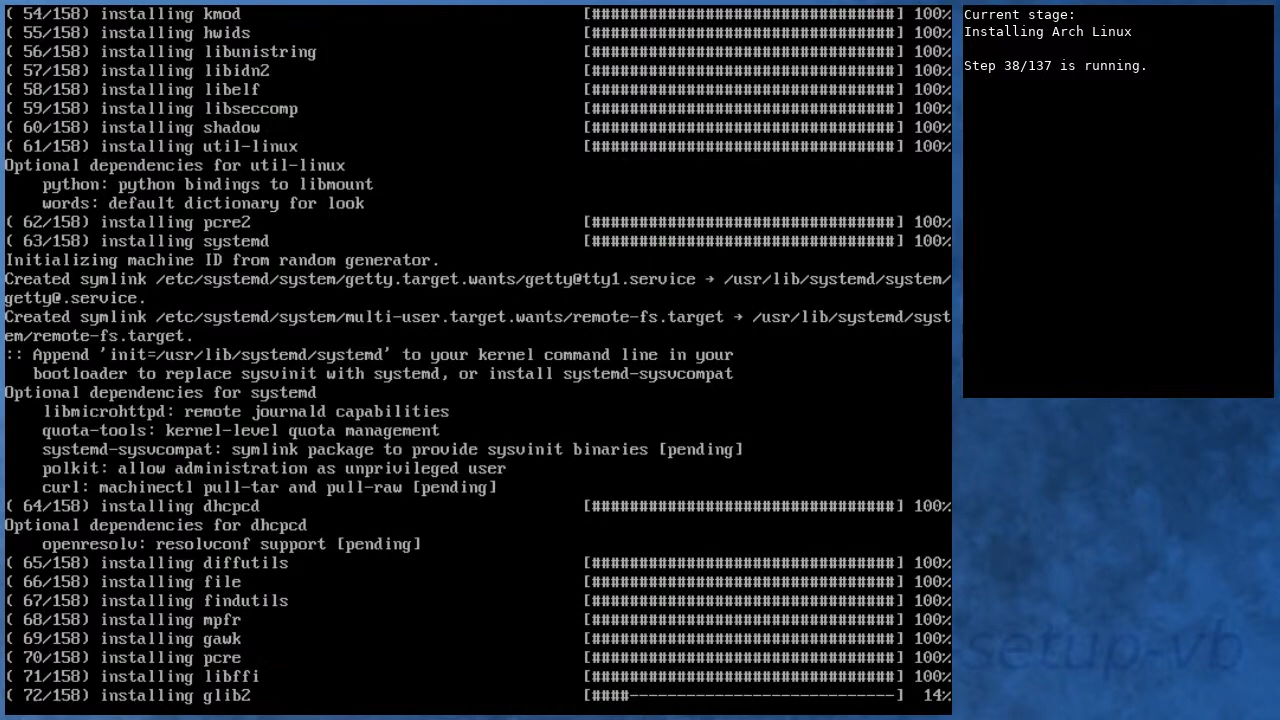 ( 54/158) installing kmod [################################] 100%
( 55/158) installing hwids [################################] 100%
( 56/158) installing libunistring [################################] 100%
( 57/158) installing libidn2 [################################] 100%
( 58/158) installing libelf [################################] 100%
( 59/158) installing libseccomp [################################] 100%
( 60/158) installing shadow [################################] 100%
( 61/158) installing util-linux [################################] 100%
Optional dependencies for util-linux
    python: python bindings to libmount
    words: default dictionary for look
( 62/158) installing pcre2 [################################] 100%
( 63/158) installing systemd [################################] 100%
Initializing machine ID from random generator.
Created symlink /etc/systemd/system/getty.target.wants/getty@tty1.service → /usr/lib/systemd/system/
getty@.service.
Created symlink /etc/systemd/system/multi-user.target.wants/remote-fs.target → /usr/lib/systemd/syst
em/remote-fs.target.
:: Append 'init=/usr/lib/systemd/systemd' to your kernel command line in your
   bootloader to replace sysvinit with systemd, or install systemd-sysvcompat
Optional dependencies for systemd
    libmicrohttpd: remote journald capabilities
    quota-tools: kernel-level quota management
    systemd-sysvcompat: symlink package to provide sysvinit binaries [pending]
    polkit: allow administration as unprivileged user
    curl: machinectl pull-tar and pull-raw [pending]
( 64/158) installing dhcpcd [################################] 100%
Optional dependencies for dhcpcd
    openresolv: resolvconf support [pending]
( 65/158) installing diffutils [################################] 100%
( 66/158) installing file [################################] 100%
( 67/158) installing findutils [################################] 100%
( 68/158) installing mpfr [################################] 100%
( 69/158) installing gawk [################################] 100%
( 70/158) installing pcre [################################] 100%
( 71/158) installing libffi [################################] 100%
( 72/158) installing glib2 [####----------------------------] 14%
Current stage:
Installing Arch Linux
Step 38/137 is running.
setup-vb